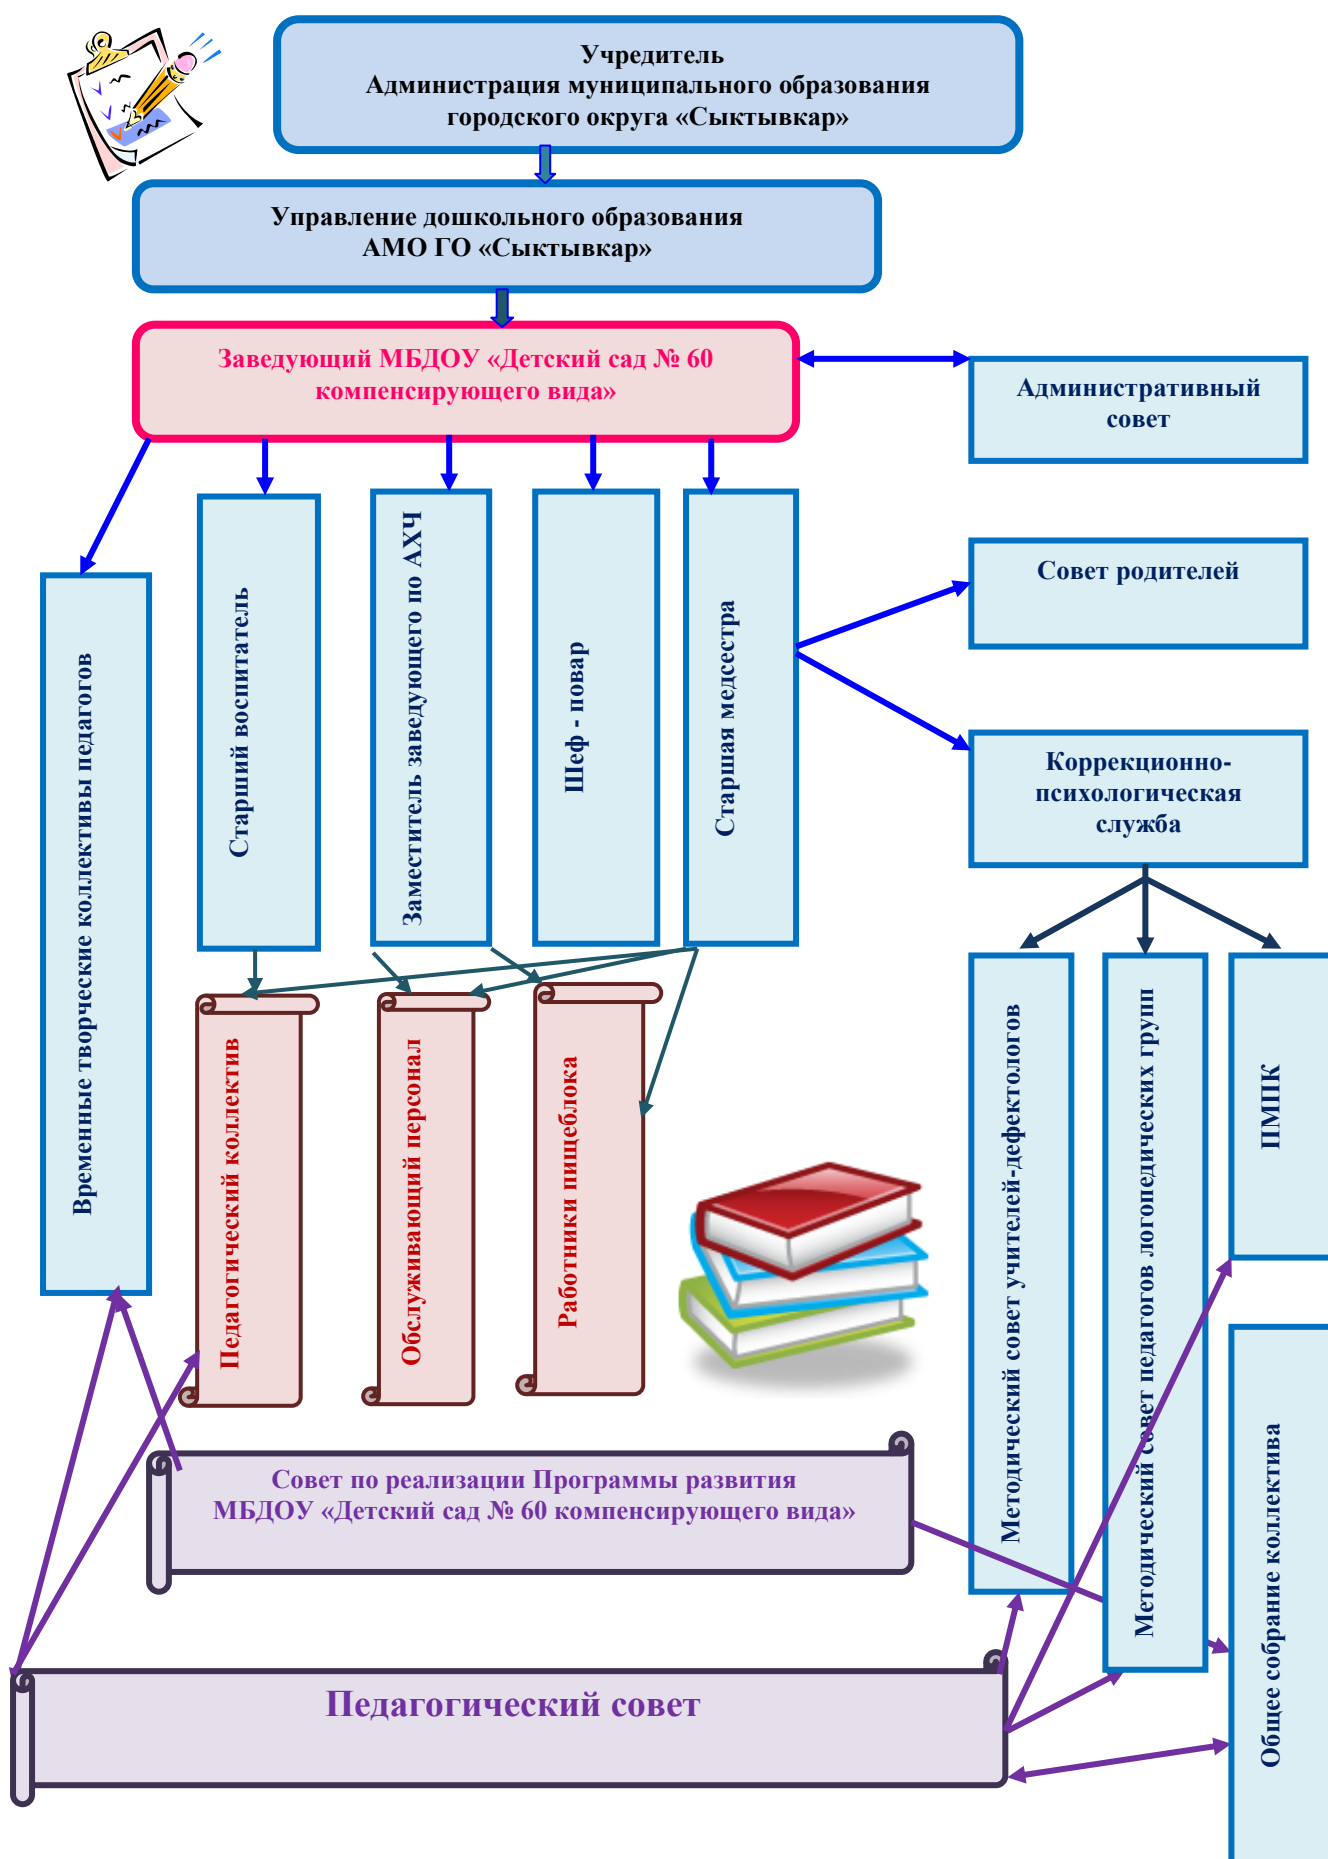 Учредитель
Администрация муниципального образования
городского округа «Сыктывкар»
Управление дошкольного образования
АМО ГО «Сыктывкар»
Заведующий МБДОУ «Детский сад № 60
компенсирующего вида»
Административный
совет
Совет родителей
Коррекционно-
психологическая
служба
Временные творческие коллективы педагогов
Старший воспитатель
Заместитель заведующего по АХЧ
Шеф - повар
Старшая медсестра
Педагогический коллектив
Обслуживающий персонал
Работники пищеблока
Методический совет учителей-дефектологов
Методический совет педагогов логопедических групп
ПМПК
Общее собрание коллектива
Совет по реализации Программы развития
МБДОУ «Детский сад № 60 компенсирующего вида»
Педагогический совет